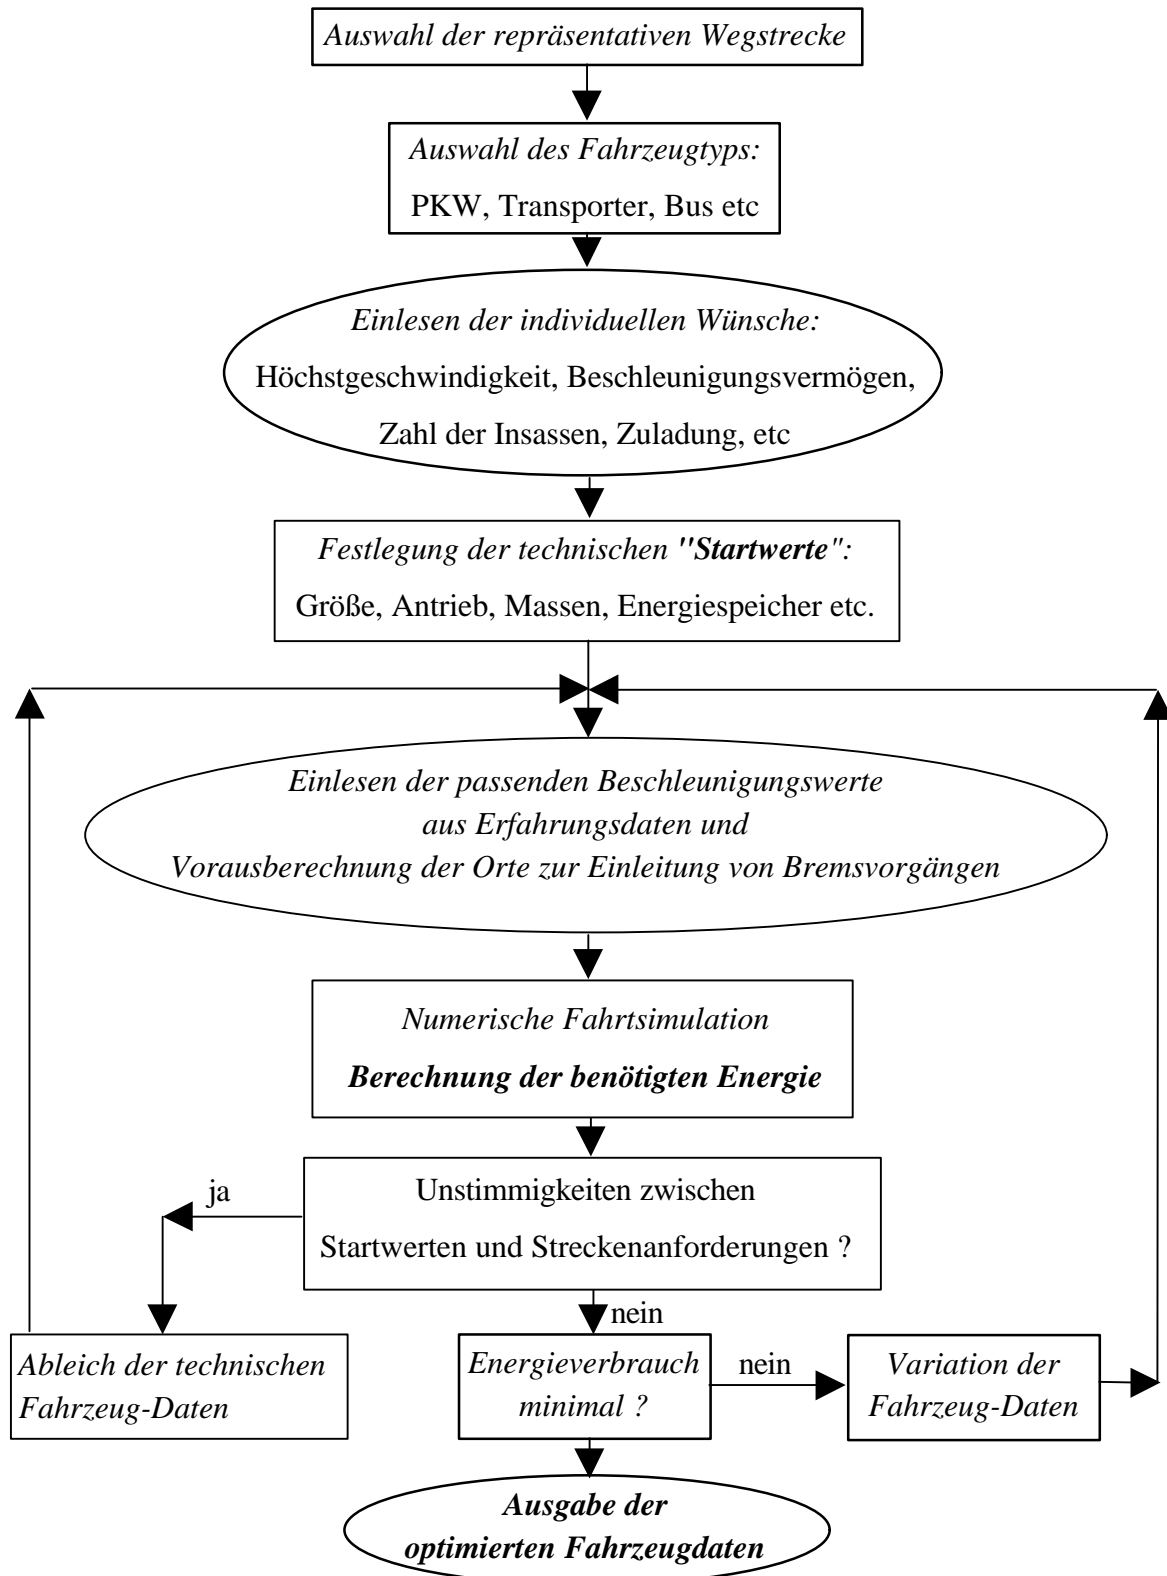 Auswahl der repräsentativen Wegstrecke
Auswahl des Fahrzeugtyps:
PKW, Transporter, Bus etc
Einlesen der individuellen Wünsche:
Höchstgeschwindigkeit, Beschleunigungsvermögen,
Zahl der Insassen, Zuladung, etc
Festlegung der technischen "Startwerte":
Größe, Antrieb, Massen, Energiespeicher etc.
Einlesen der passenden Beschleunigungswerte
aus Erfahrungsdaten und
Vorausberechnung der Orte zur Einleitung von Bremsvorgängen
Numerische Fahrtsimulation
Berechnung der benötigten Energie
Unstimmigkeiten zwischen
Startwerten und Streckenanforderungen ?
ja
nein
Ableich der technischen
Fahrzeug-Daten
Energieverbrauch
minimal ?
nein
Variation der
Fahrzeug-Daten
Ausgabe der
optimierten Fahrzeugdaten